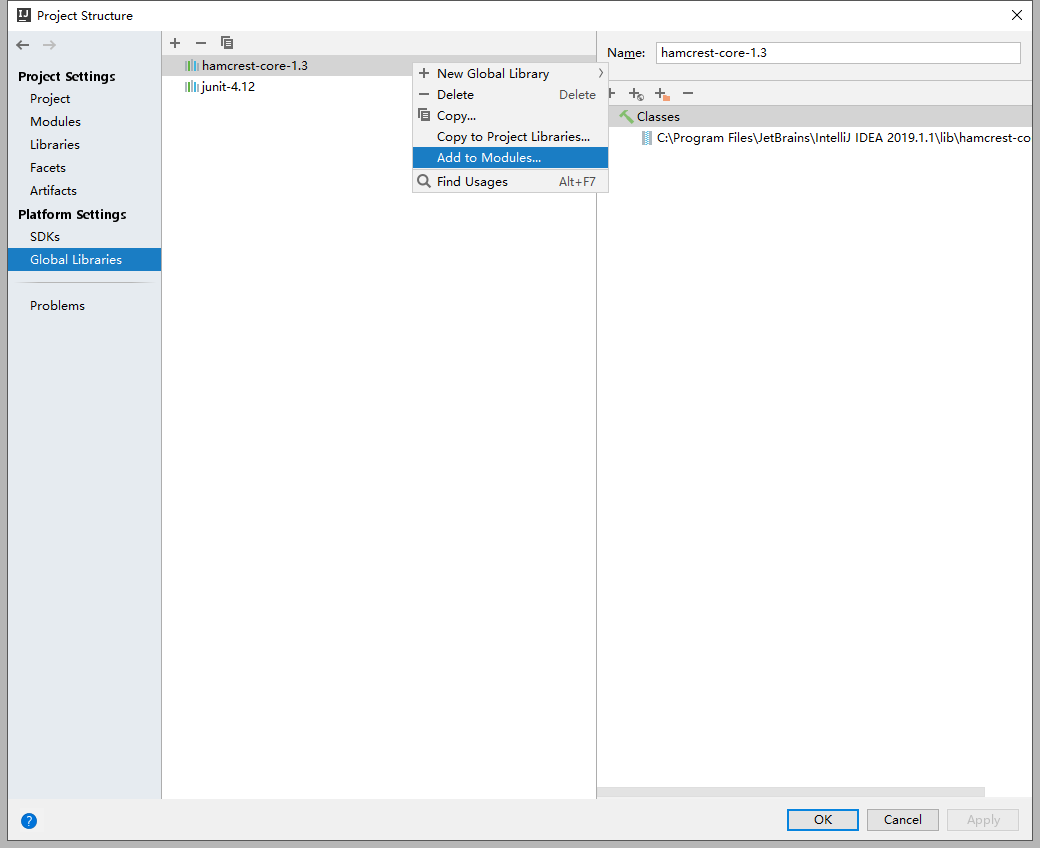 Project Structure
Project Settings
Project
Modules
Libraries
Facets
Artifacts
Platform Settings
SDKs
Global Libraries
Problems
hamcrest-core-1.3
junit-4.12
New Global Library
Delete Delete
Copy...
Copy to Project Libraries...
Add to Modules...
Find Usages Alt+F7
Name: hamcrest-core-1.3
Classes
C:\Program Files\JetBrains\IntelliJ IDEA 2019.1.1\lib\hamcrest-co
?
OK Cancel Apply